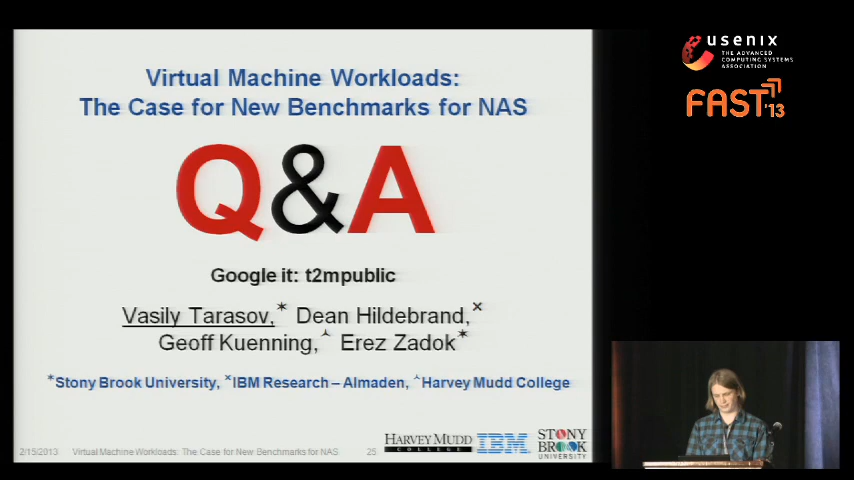 Virtual Machine Workloads:
The Case for New Benchmarks for NAS
Q&A
Google it: t2mpublic
Vasily Tarasov,* Dean Hildebrand,×
Geoff Kuenning,⅄ Erez Zadok*
*Stony Brook University, ×IBM Research – Almaden, ⅄Harvey Mudd College
2/15/2013 Virtual Machine Workloads: The Case for New Benchmarks for NAS 25
HARVEY MUDD
COLLEGE
IBM
STONY
BROOK
UNIVERSITY
usenix
THE ADVANCED
COMPUTING SYSTEMS
ASSOCIATION
FAST '13